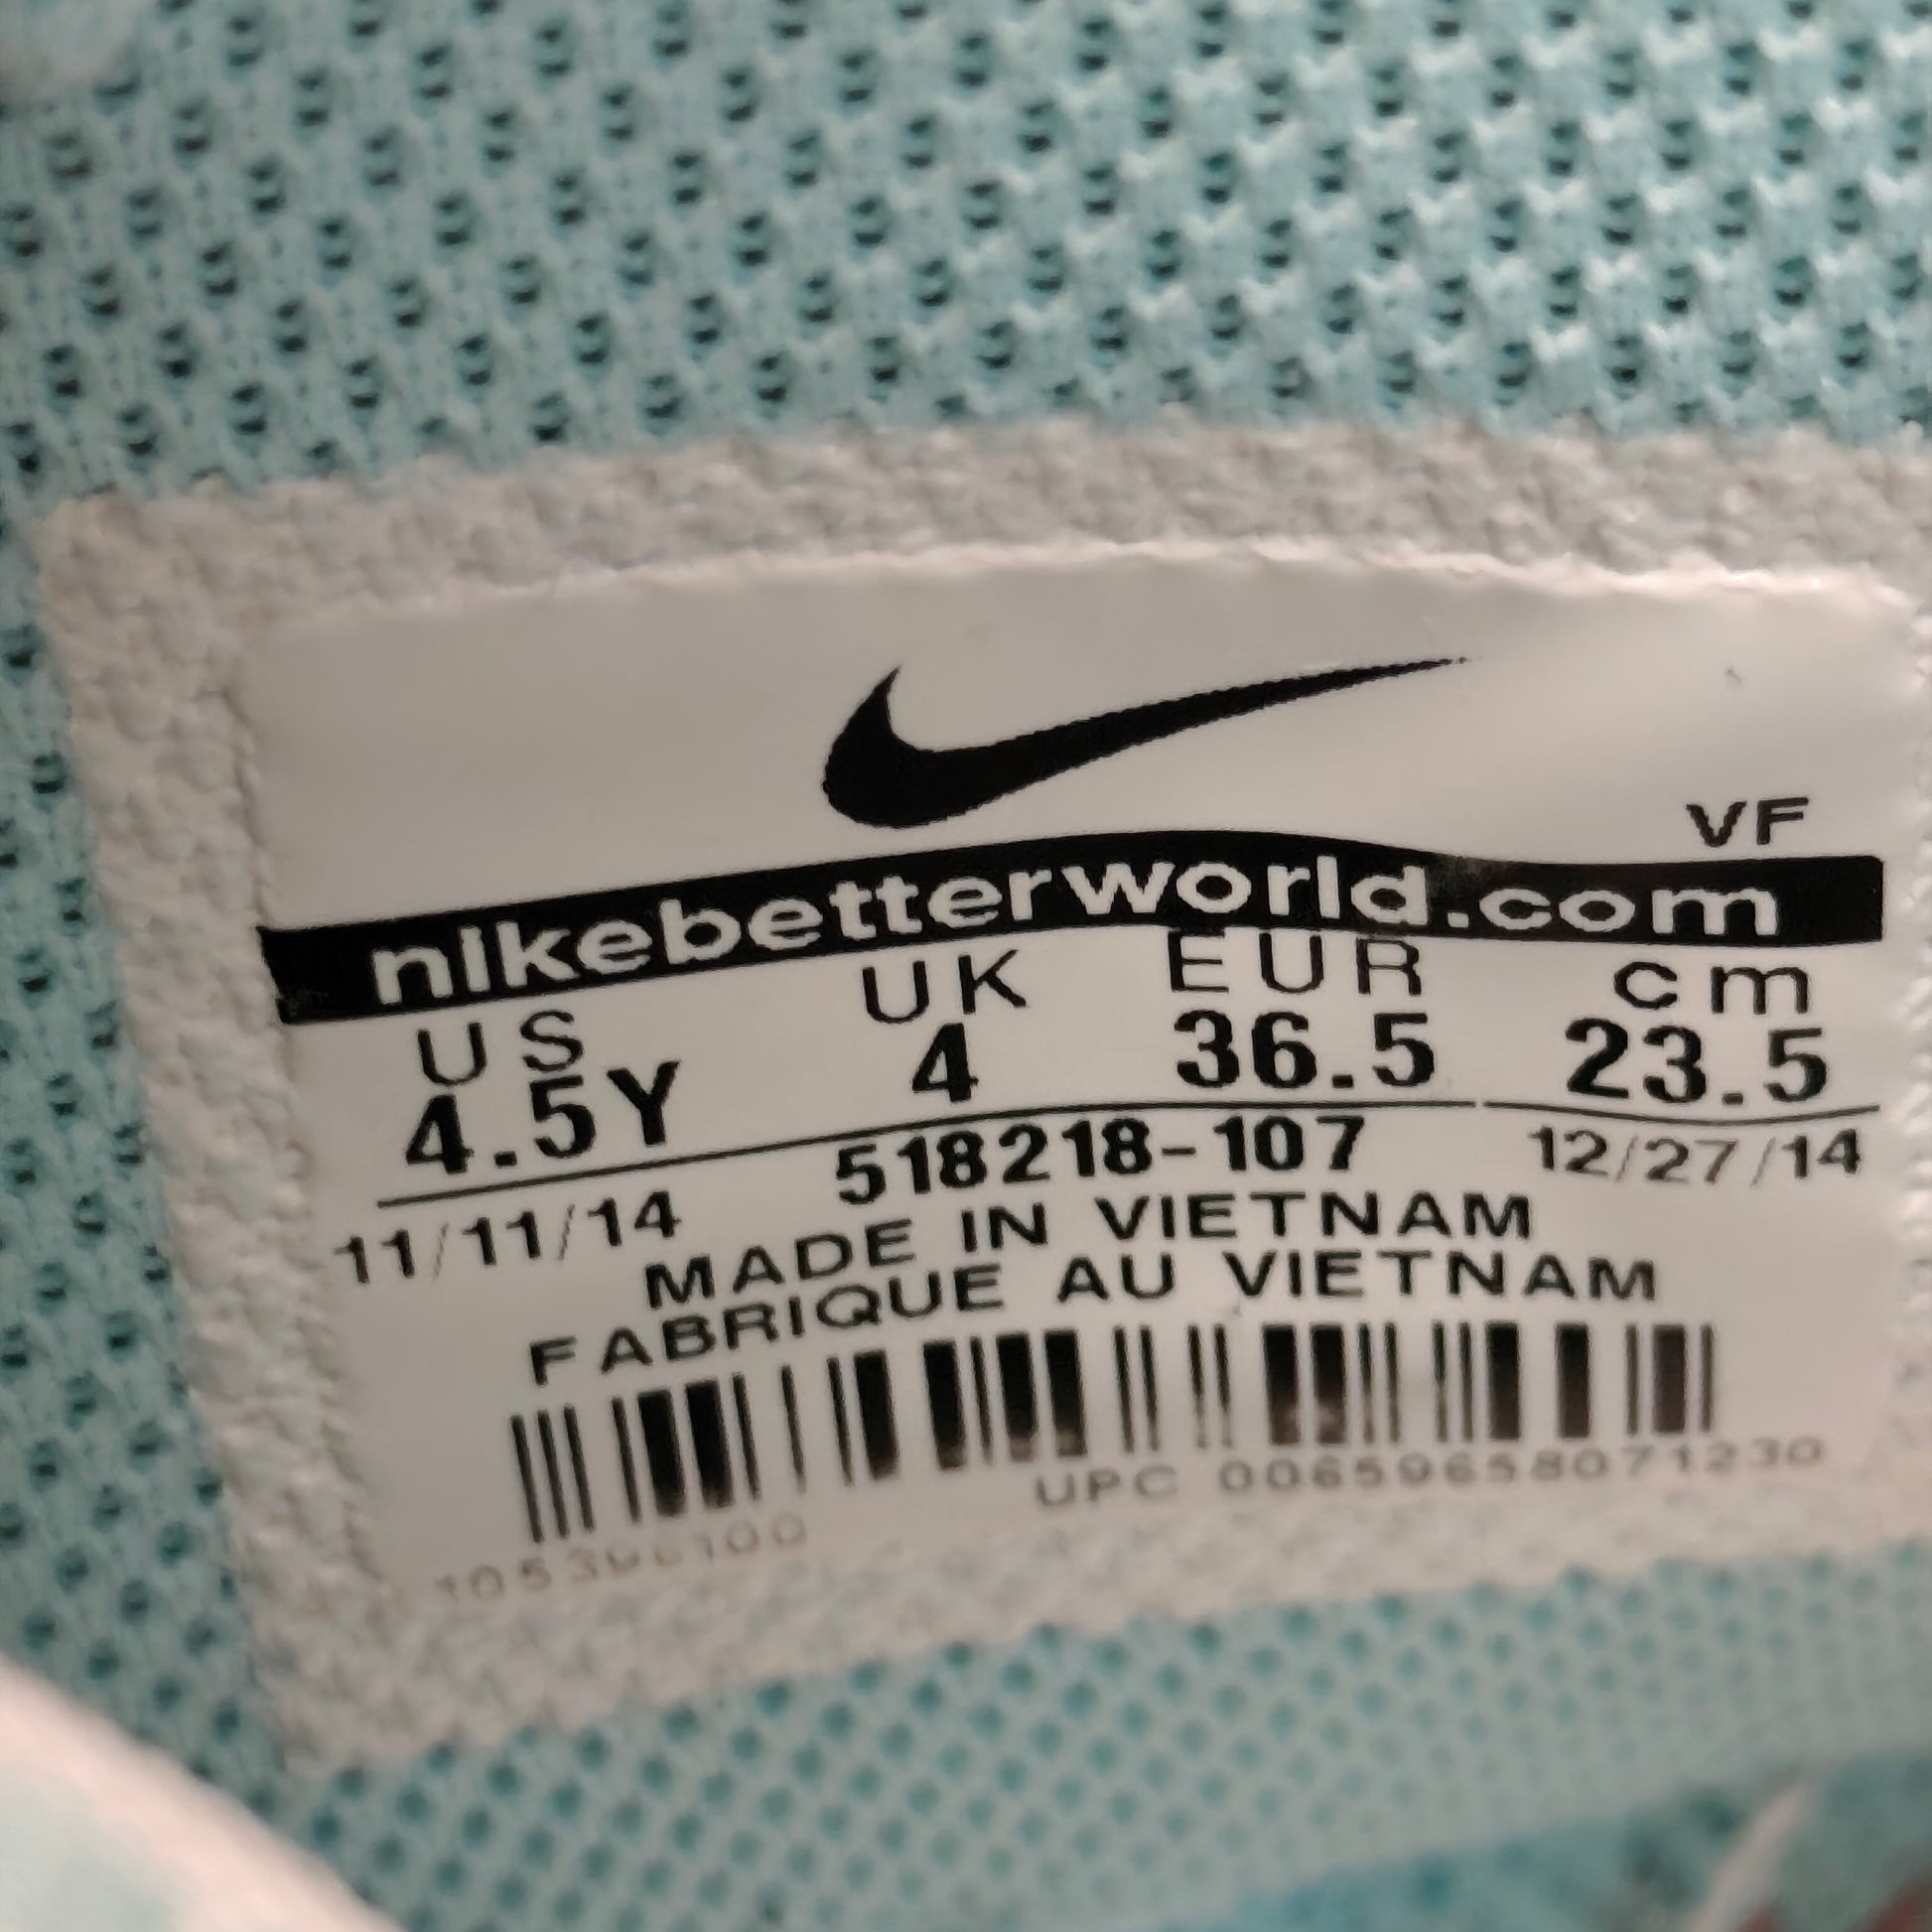 VF
nikebetterworld.com
US UK EUR cm
4.5Y 4 36.5 23.5
11/11/14 518218-107 12/27/14
MADE IN VIETNAM
FABRIQUE AU VIETNAM
UPC 00659658071230